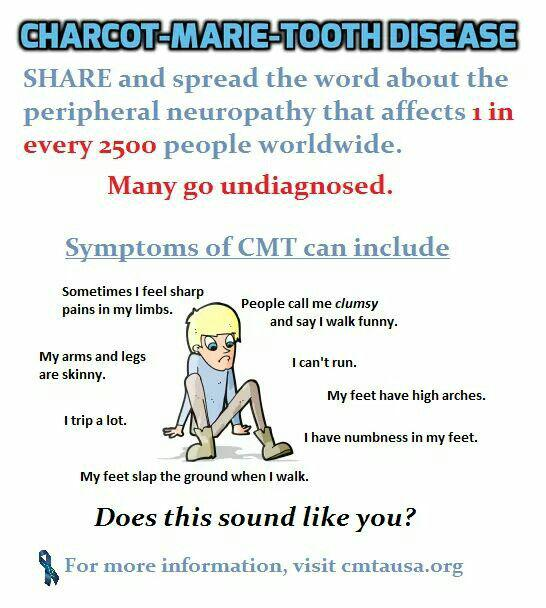 CHARCOT-MARIE-TOOTH DISEASE
SHARE and spread the word about the
peripheral neuropathy that affects 1 in
every 2500 people worldwide.
Many go undiagnosed.
Symptoms of CMT can include
Sometimes I feel sharp
pains in my limbs.
People call me clumsy
and say I walk funny.
My arms and legs
are skinny.
I can't run.
My feet have high arches.
I trip a lot.
I have numbness in my feet.
My feet slap the ground when I walk.
Does this sound like you?
For more information, visit cmtausa.org